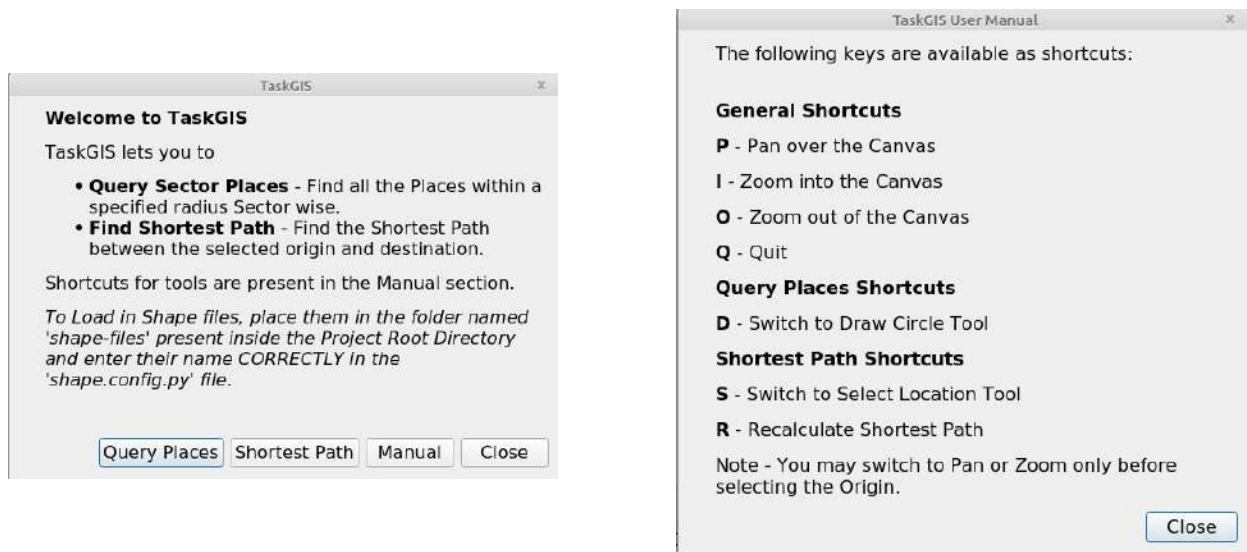 TaskGIS
x
Welcome to TaskGIS
TaskGIS lets you to
• Query Sector Places - Find all the Places within a
specified radius Sector wise.
• Find Shortest Path - Find the Shortest Path
between the selected origin and destination.
Shortcuts for tools are present in the Manual section.
To Load in Shape files, place them in the folder named
'shape-files' present inside the Project Root Directory
and enter their name CORRECTLY in the
'shape.config.py' file.
Query Places
Shortest Path
Manual
Close
TaskGIS User Manual
x
The following keys are available as shortcuts:
General Shortcuts
P - Pan over the Canvas
I - Zoom into the Canvas
O - Zoom out of the Canvas
Q - Quit
Query Places Shortcuts
D - Switch to Draw Circle Tool
Shortest Path Shortcuts
S - Switch to Select Location Tool
R - Recalculate Shortest Path
Note - You may switch to Pan or Zoom only before
selecting the Origin.
Close